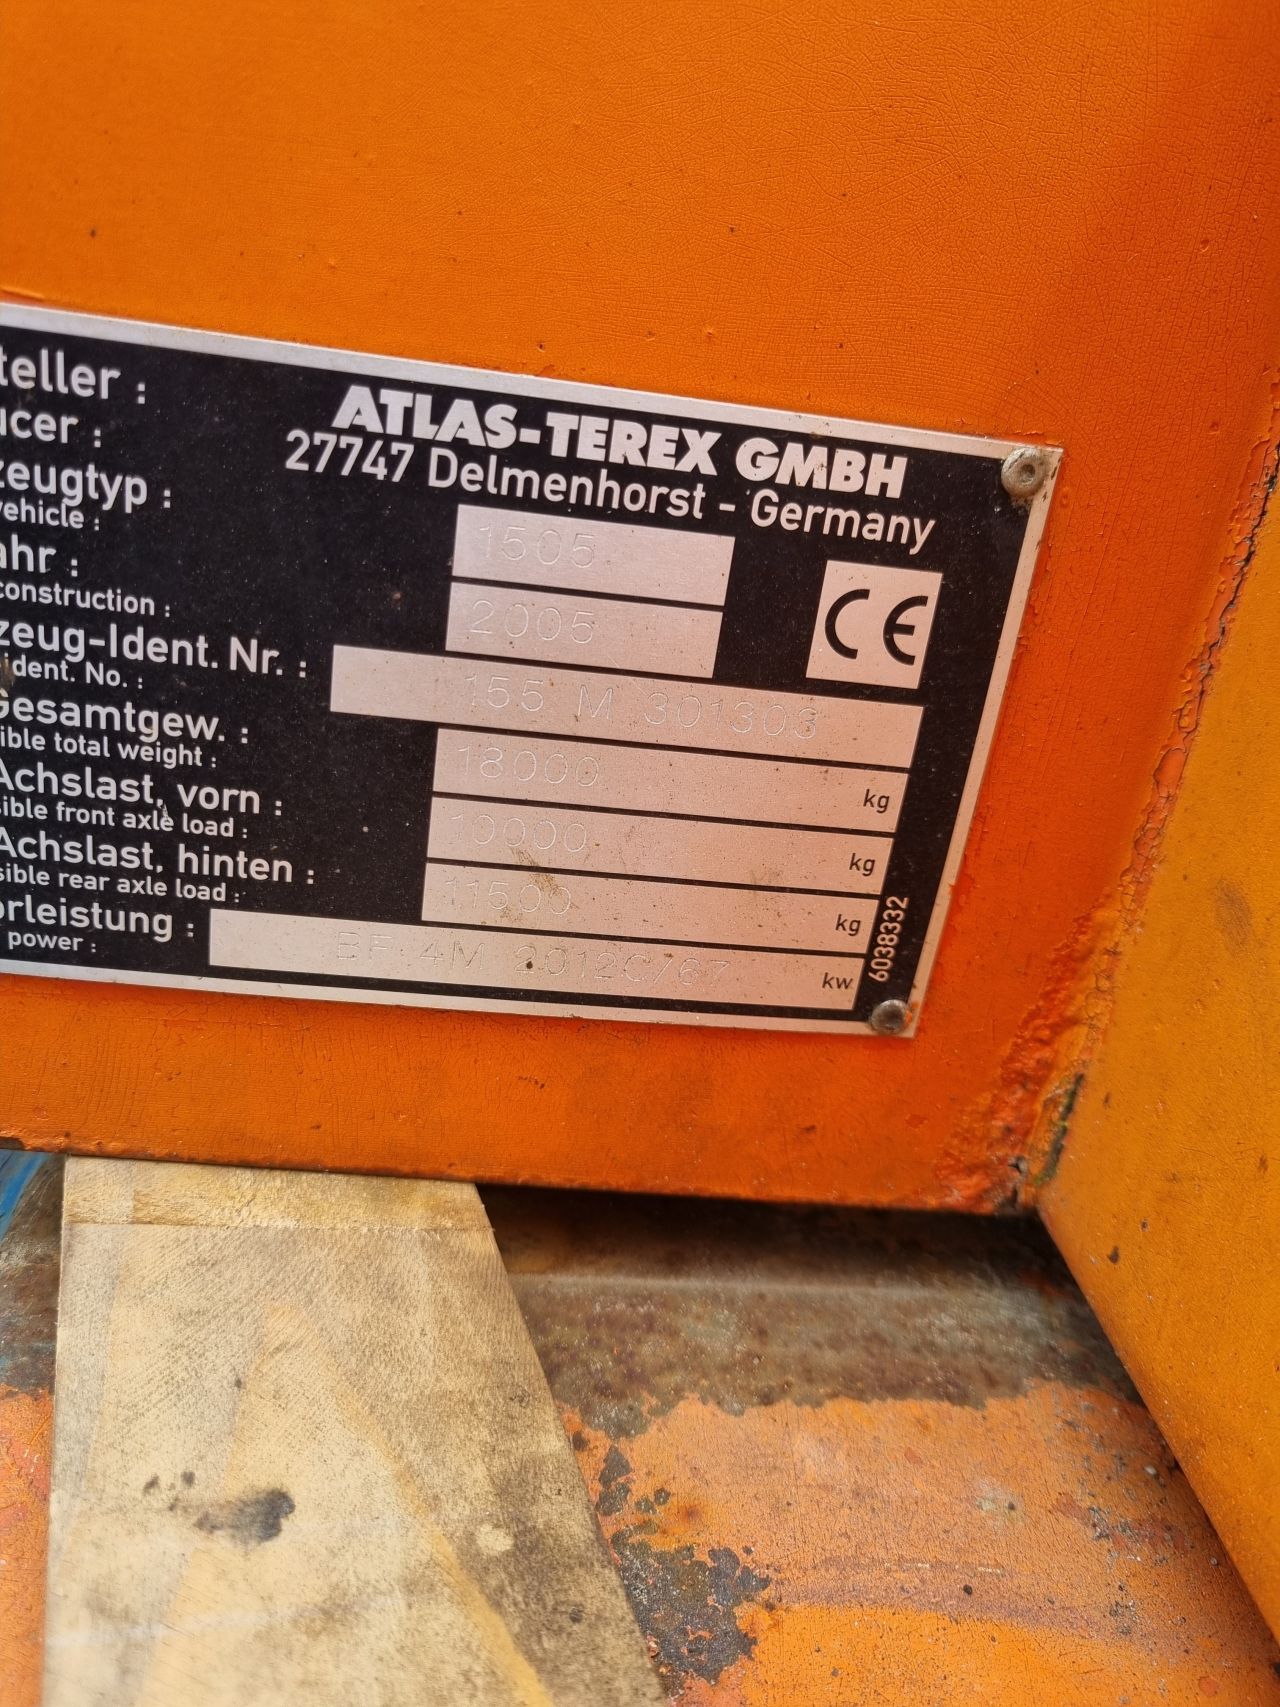 teller :
ucer :
ATLAS-TEREX GMBH
27747 Delmenhorst - Germany
zeugtyp :
vehicle :
1505
ahr :
construction :
2005
CE
zeug-Ident. Nr. :
ident. No. :
155 M 301303
Gesamtgew. :
ible total weight :
18000 kg
Achslast, vorn :
sible front axle load :
10000 kg
Achslast, hinten :
sible rear axle load :
11500 kg
orleistung :
power :
BF 4M 2012C/67 kw
6038332